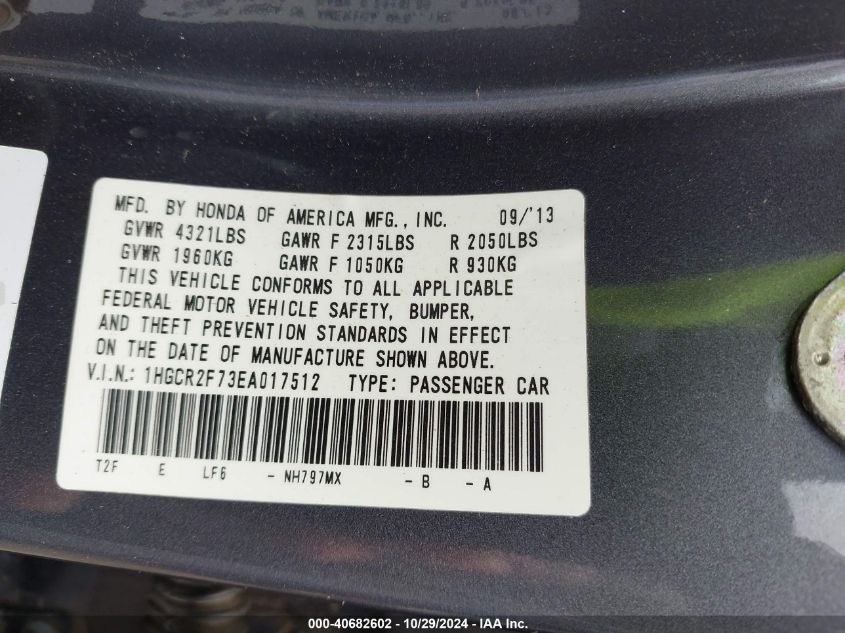 MFD. BY HONDA OF AMERICA MFG., INC. 09/'13
GVWR 4321LBS GAWR F 2315LBS R 2050LBS
GVWR 1960KG GAWR F 1050KG R 930KG
THIS VEHICLE CONFORMS TO ALL APPLICABLE
FEDERAL MOTOR VEHICLE SAFETY, BUMPER,
AND THEFT PREVENTION STANDARDS IN EFFECT
ON THE DATE OF MANUFACTURE SHOWN ABOVE.
V.I.N.: 1HGCR2F73EA017512 TYPE: PASSENGER CAR
T2F E LF6 - NH797MX - B - A
000-40682602 - 10/29/2024 - IAA Inc.